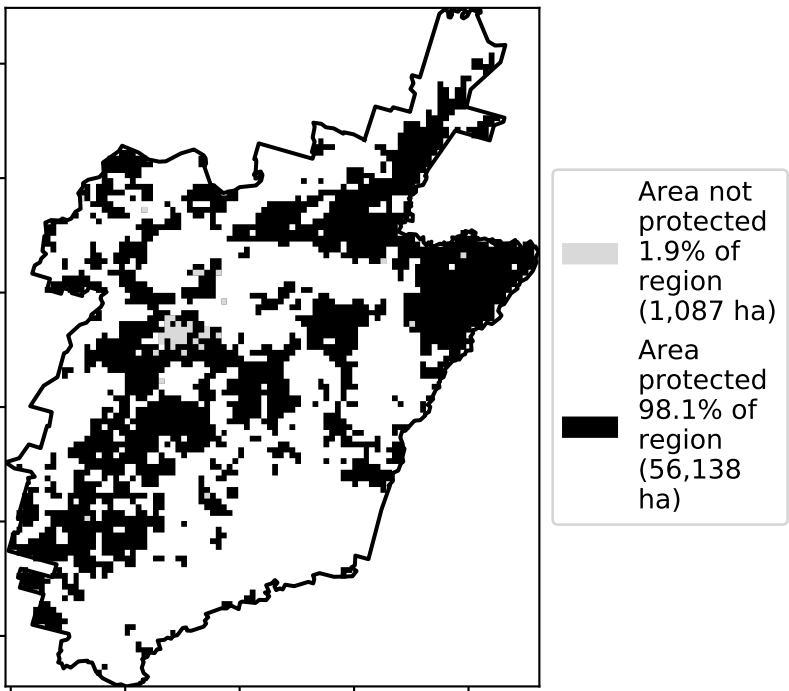 Area not
protected
1.9% of
region
(1,087 ha)
Area
protected
98.1% of
region
(56,138
ha)